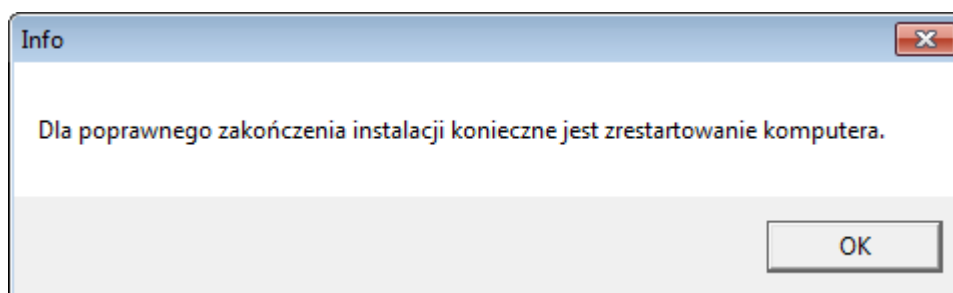 Info
Dla poprawnego zakończenia instalacji konieczne jest zrestartowanie komputera.
OK